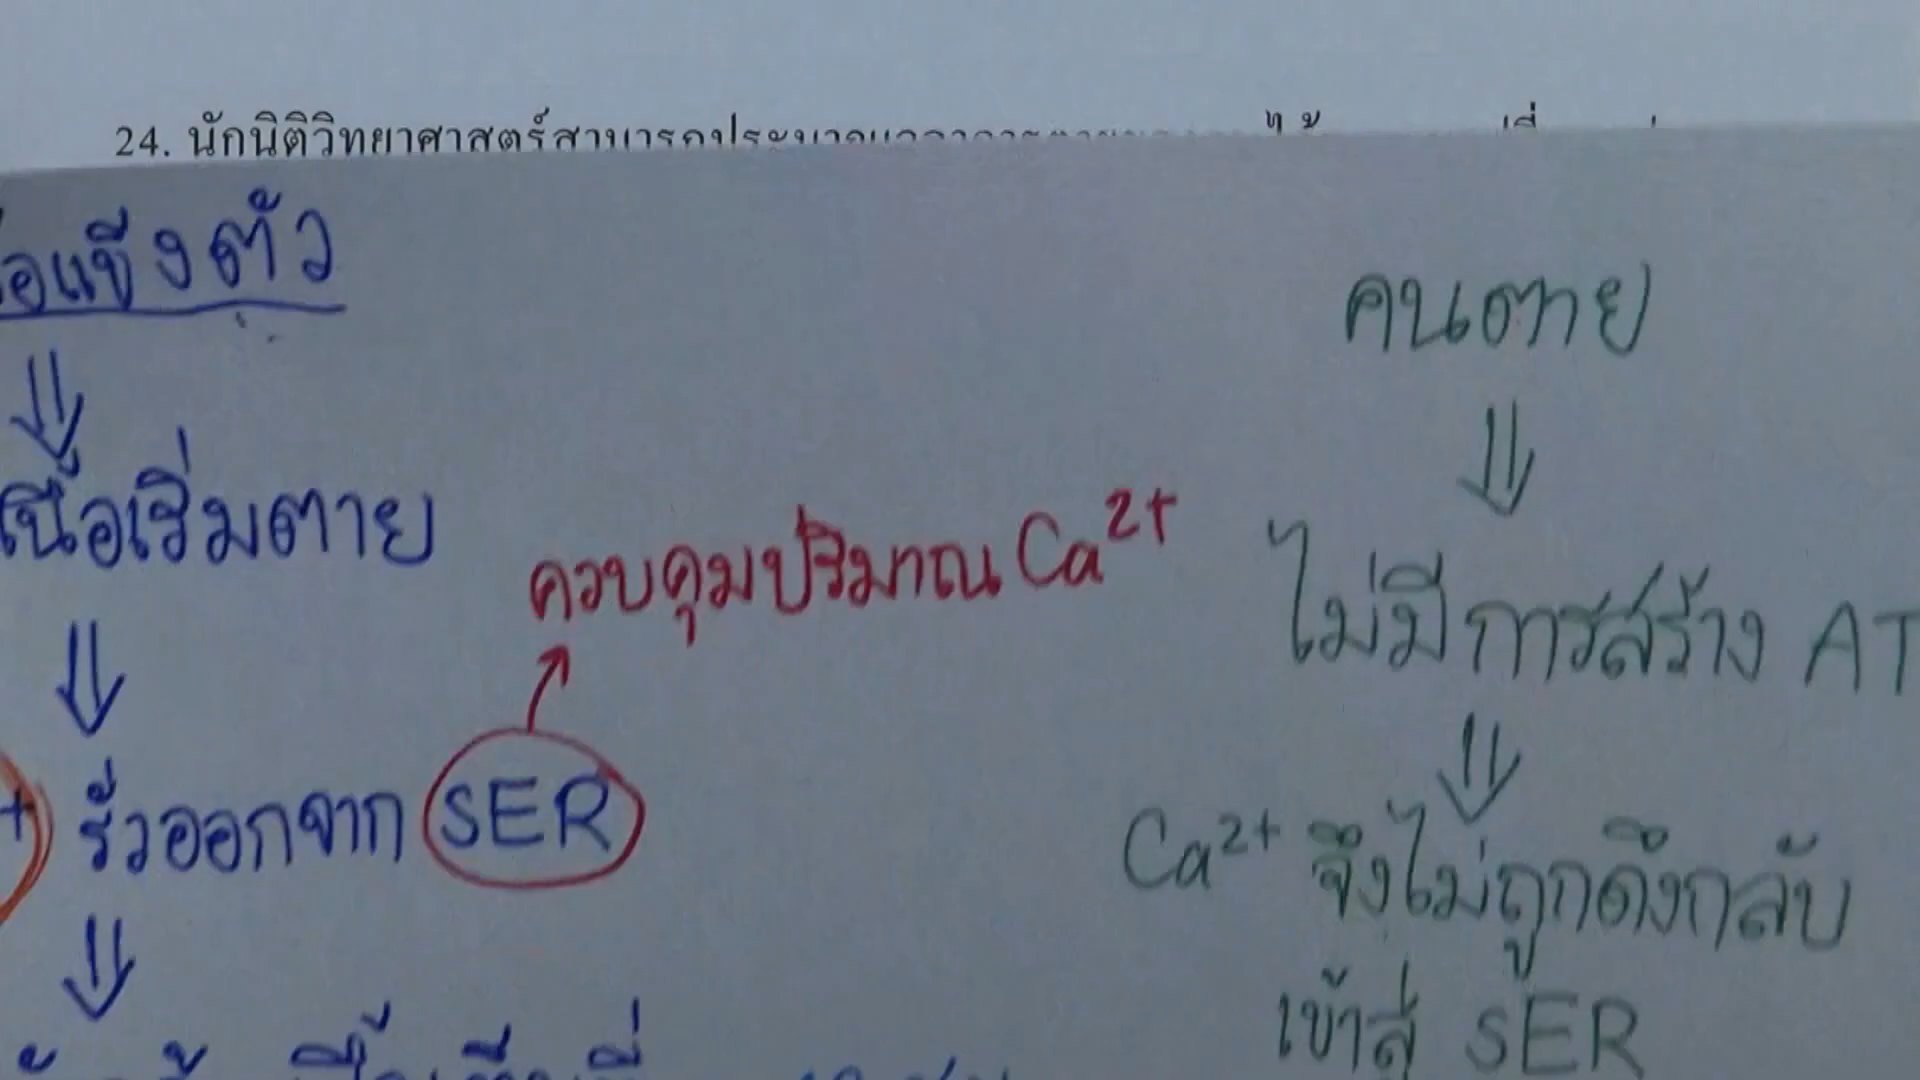 24. นักนิติวิทยาศาสตร์สามารถประมาณ
แข็งตัว
เนื้อเริ่มตาย
ควบคุมปริมาณ Ca²⁺
รั่วออกจาก SER
คนตาย
ไม่มีการสร้าง AT
Ca²⁺ จึงไม่ถูกดึงกลับ
เข้าสู่ SER